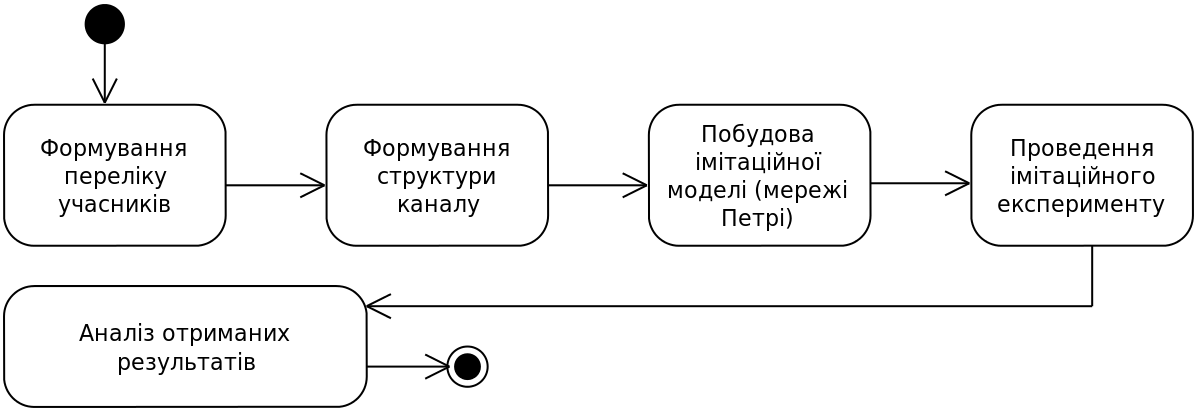 Формування
переліку
учасників
Формування
структури
каналу
Побудова
імітаційної
моделі (мережі
Петрі)
Проведення
імітаційного
експерименту
Аналіз отриманих
результатів